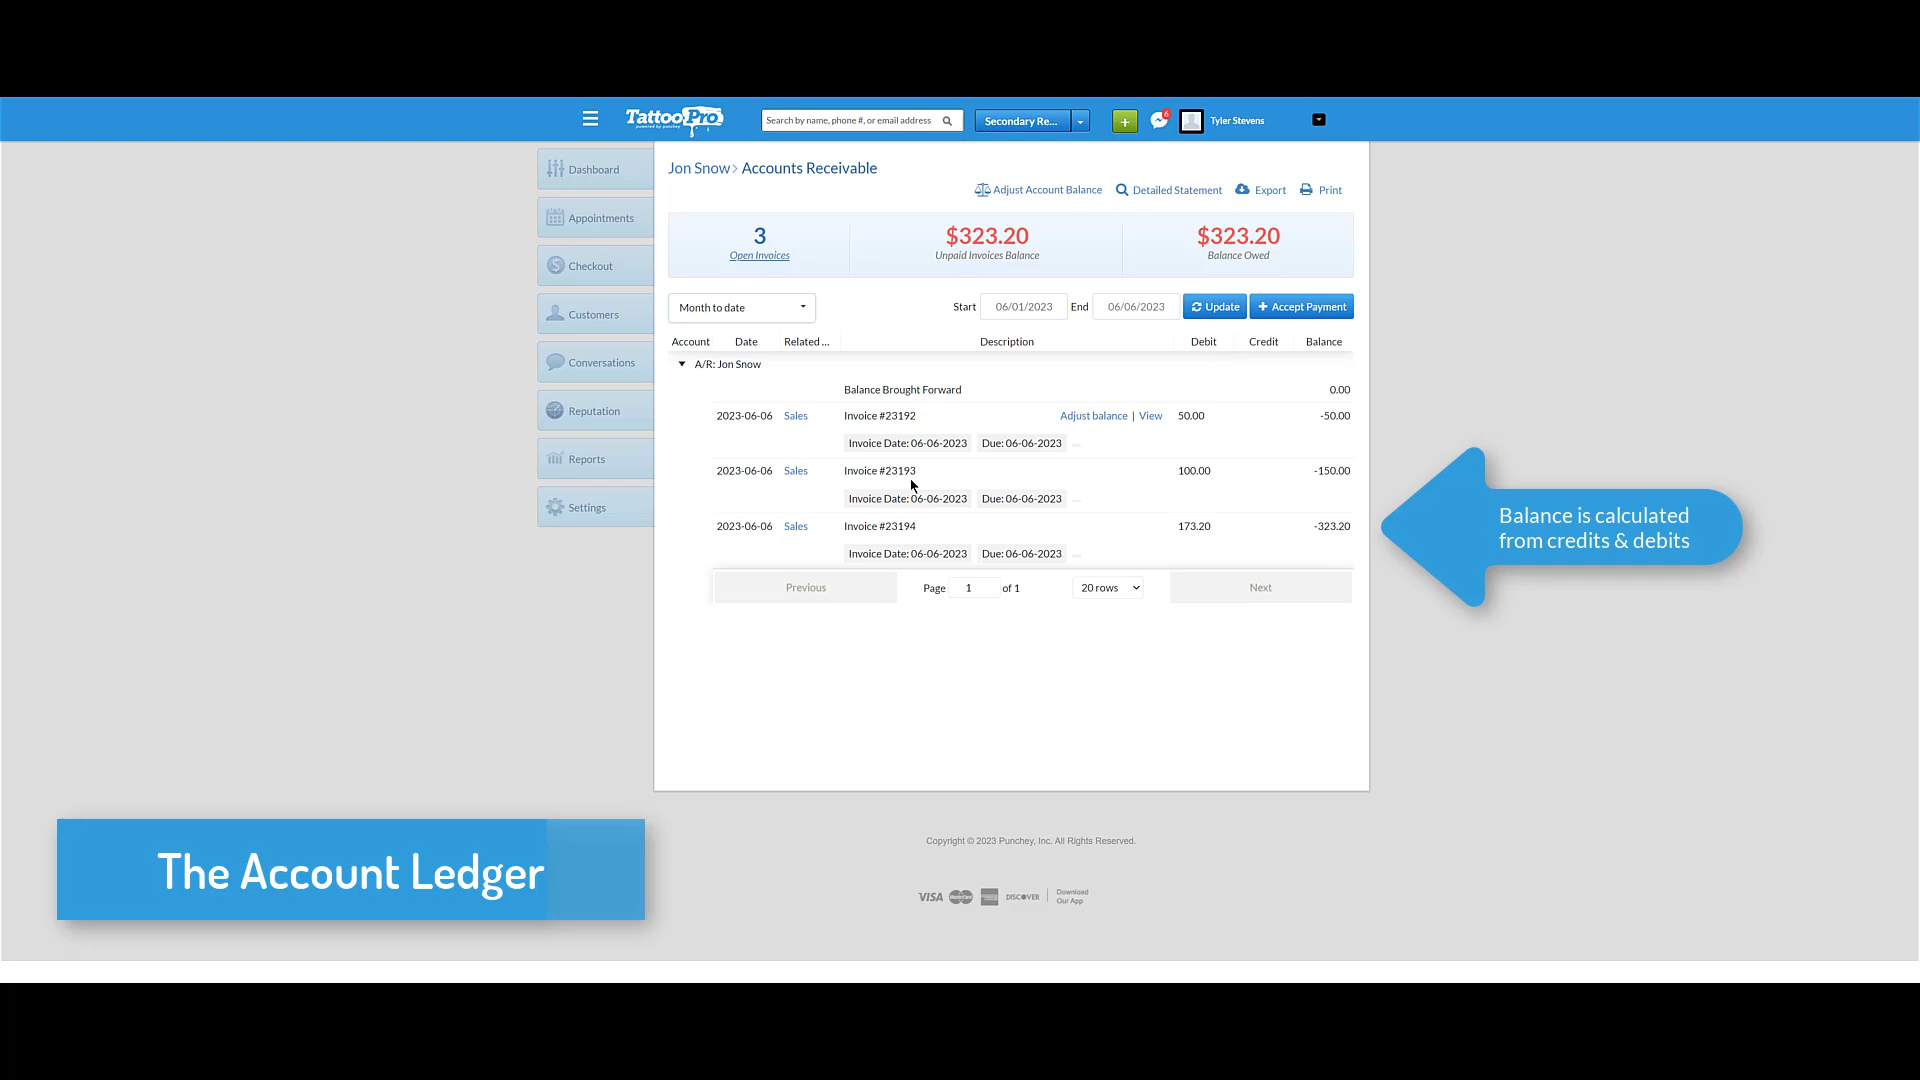 Tattoo Pro
powered by punchey
Search by name, phone #, or email address
Secondary Re...
+
6
Tyler Stevens
Dashboard
Appointments
Checkout
Customers
Conversations
Reputation
Reports
Settings
Jon Snow > Accounts Receivable
Adjust Account Balance
Detailed Statement
Export
Print
3
Open Invoices
$323.20
Unpaid Invoices Balance
$323.20
Balance Owed
Month to date
Start 06/01/2023 End 06/06/2023 Update + Accept Payment
Account Date Related ... Description Debit Credit Balance
A/R: Jon Snow
Balance Brought Forward 0.00
2023-06-06 Sales Invoice #23192 Adjust balance | View 50.00 -50.00
Invoice Date: 06-06-2023 Due: 06-06-2023 ...
2023-06-06 Sales Invoice #23193 100.00 -150.00
Invoice Date: 06-06-2023 Due: 06-06-2023 ...
2023-06-06 Sales Invoice #23194 173.20 -323.20
Invoice Date: 06-06-2023 Due: 06-06-2023 ...
Previous Page 1 of 1 20 rows Next
Balance is calculated
from credits & debits
The Account Ledger
Copyright © 2023 Punchey, Inc. All Rights Reserved.
VISA MasterCard DISCOVER
Download
Our App